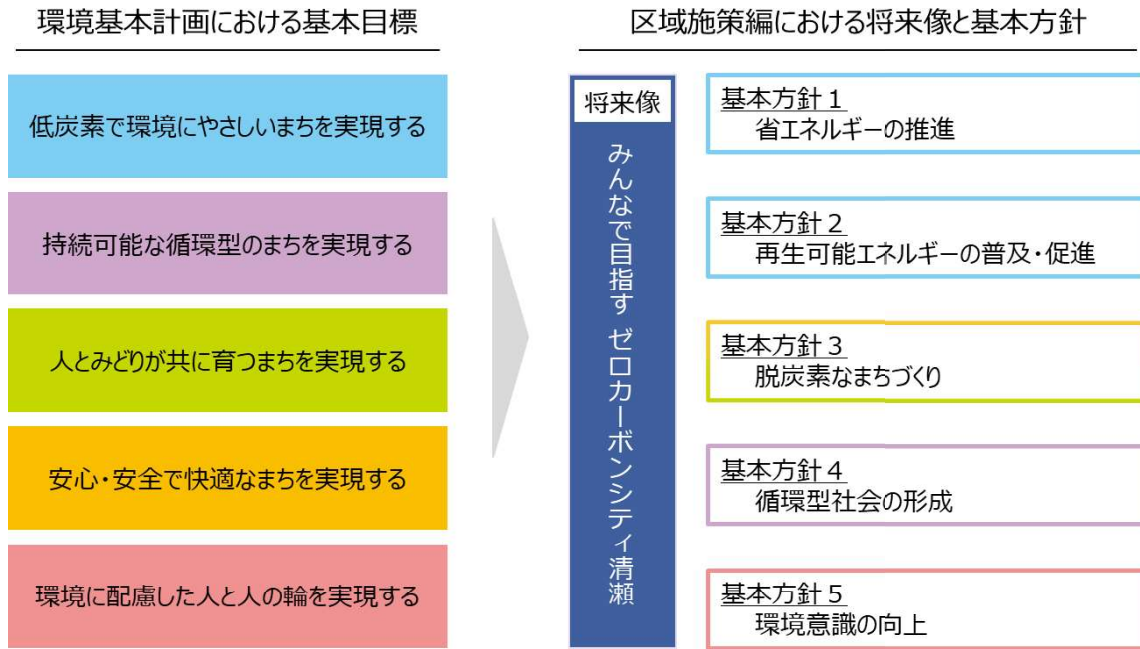 環境基本計画における基本目標
低炭素で環境にやさしいまちを実現する
持続可能な循環型のまちを実現する
人とみどりが共に育つまちを実現する
安心・安全で快適なまちを実現する
環境に配慮した人と人の輪を実現する
区域施策編における将来像と基本方針
将来像
みんなで目指す ゼロカーボンシティ清瀬
基本方針１
省エネルギーの推進
基本方針２
再生可能エネルギーの普及・促進
基本方針３
脱炭素なまちづくり
基本方針４
循環型社会の形成
基本方針５
環境意識の向上